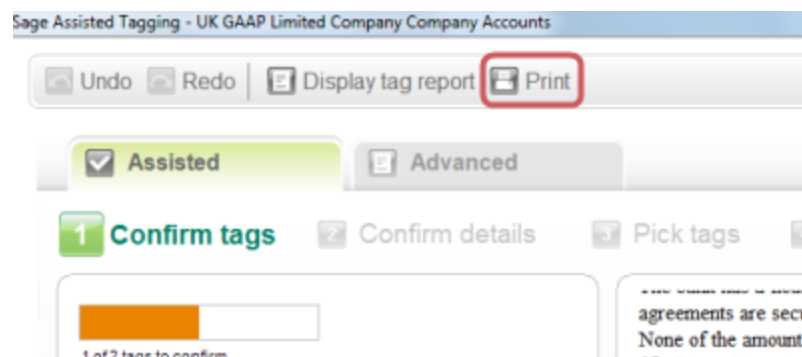 Sage Assisted Tagging - UK GAAP Limited Company Company Accounts
Undo Redo Display tag report Print
Assisted Advanced
1 Confirm tags 2 Confirm details 3 Pick tags
agreements are secu
None of the amount
1 of 2 tags to confirm